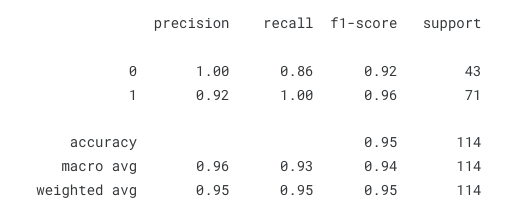 precision recall f1-score support
0 1.00 0.86 0.92 43
1 0.92 1.00 0.96 71
accuracy 0.95 114
macro avg 0.96 0.93 0.94 114
weighted avg 0.95 0.95 0.95 114